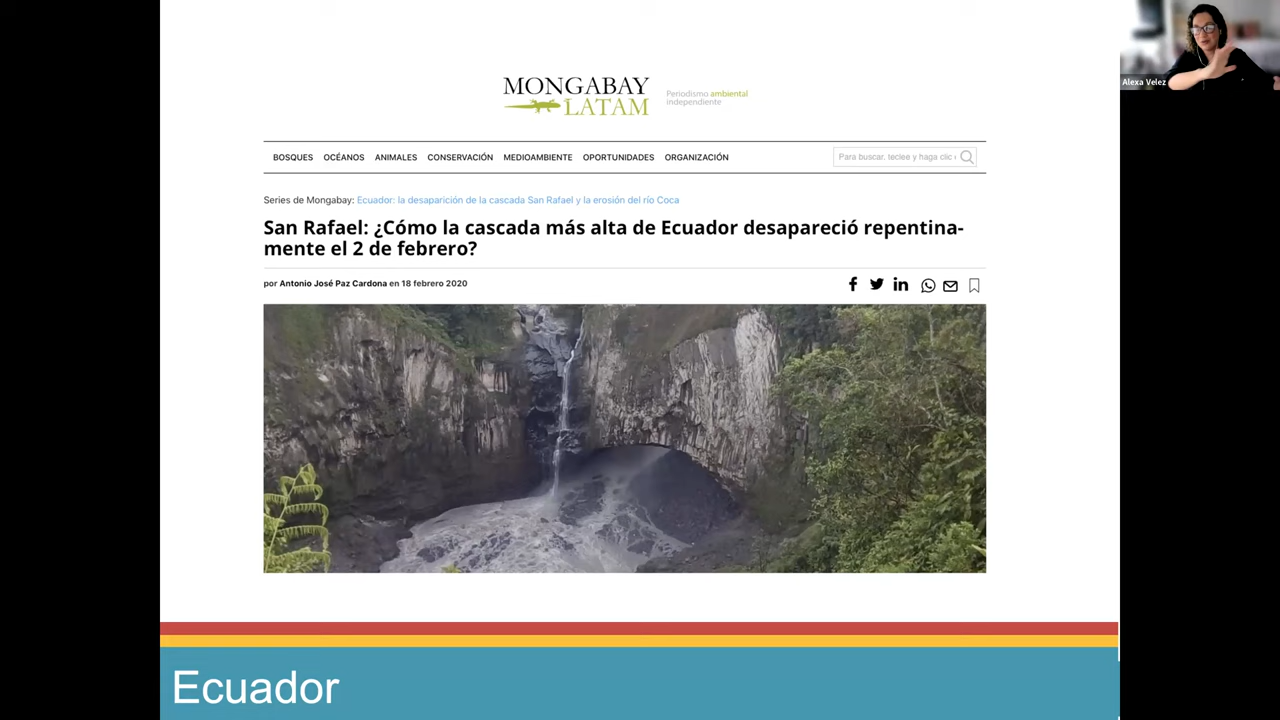 Alexa Velez
MONGABAY
LATAM
Periodismo ambiental
independiente
BOSQUES OCÉANOS ANIMALES CONSERVACIÓN MEDIOAMBIENTE OPORTUNIDADES ORGANIZACIÓN
Para buscar, teclee y haga clic
Series de Mongabay: Ecuador: la desaparición de la cascada San Rafael y la erosión del río Coca
San Rafael: ¿Cómo la cascada más alta de Ecuador desapareció repentina-
mente el 2 de febrero?
por Antonio José Paz Cardona en 18 febrero 2020
Ecuador